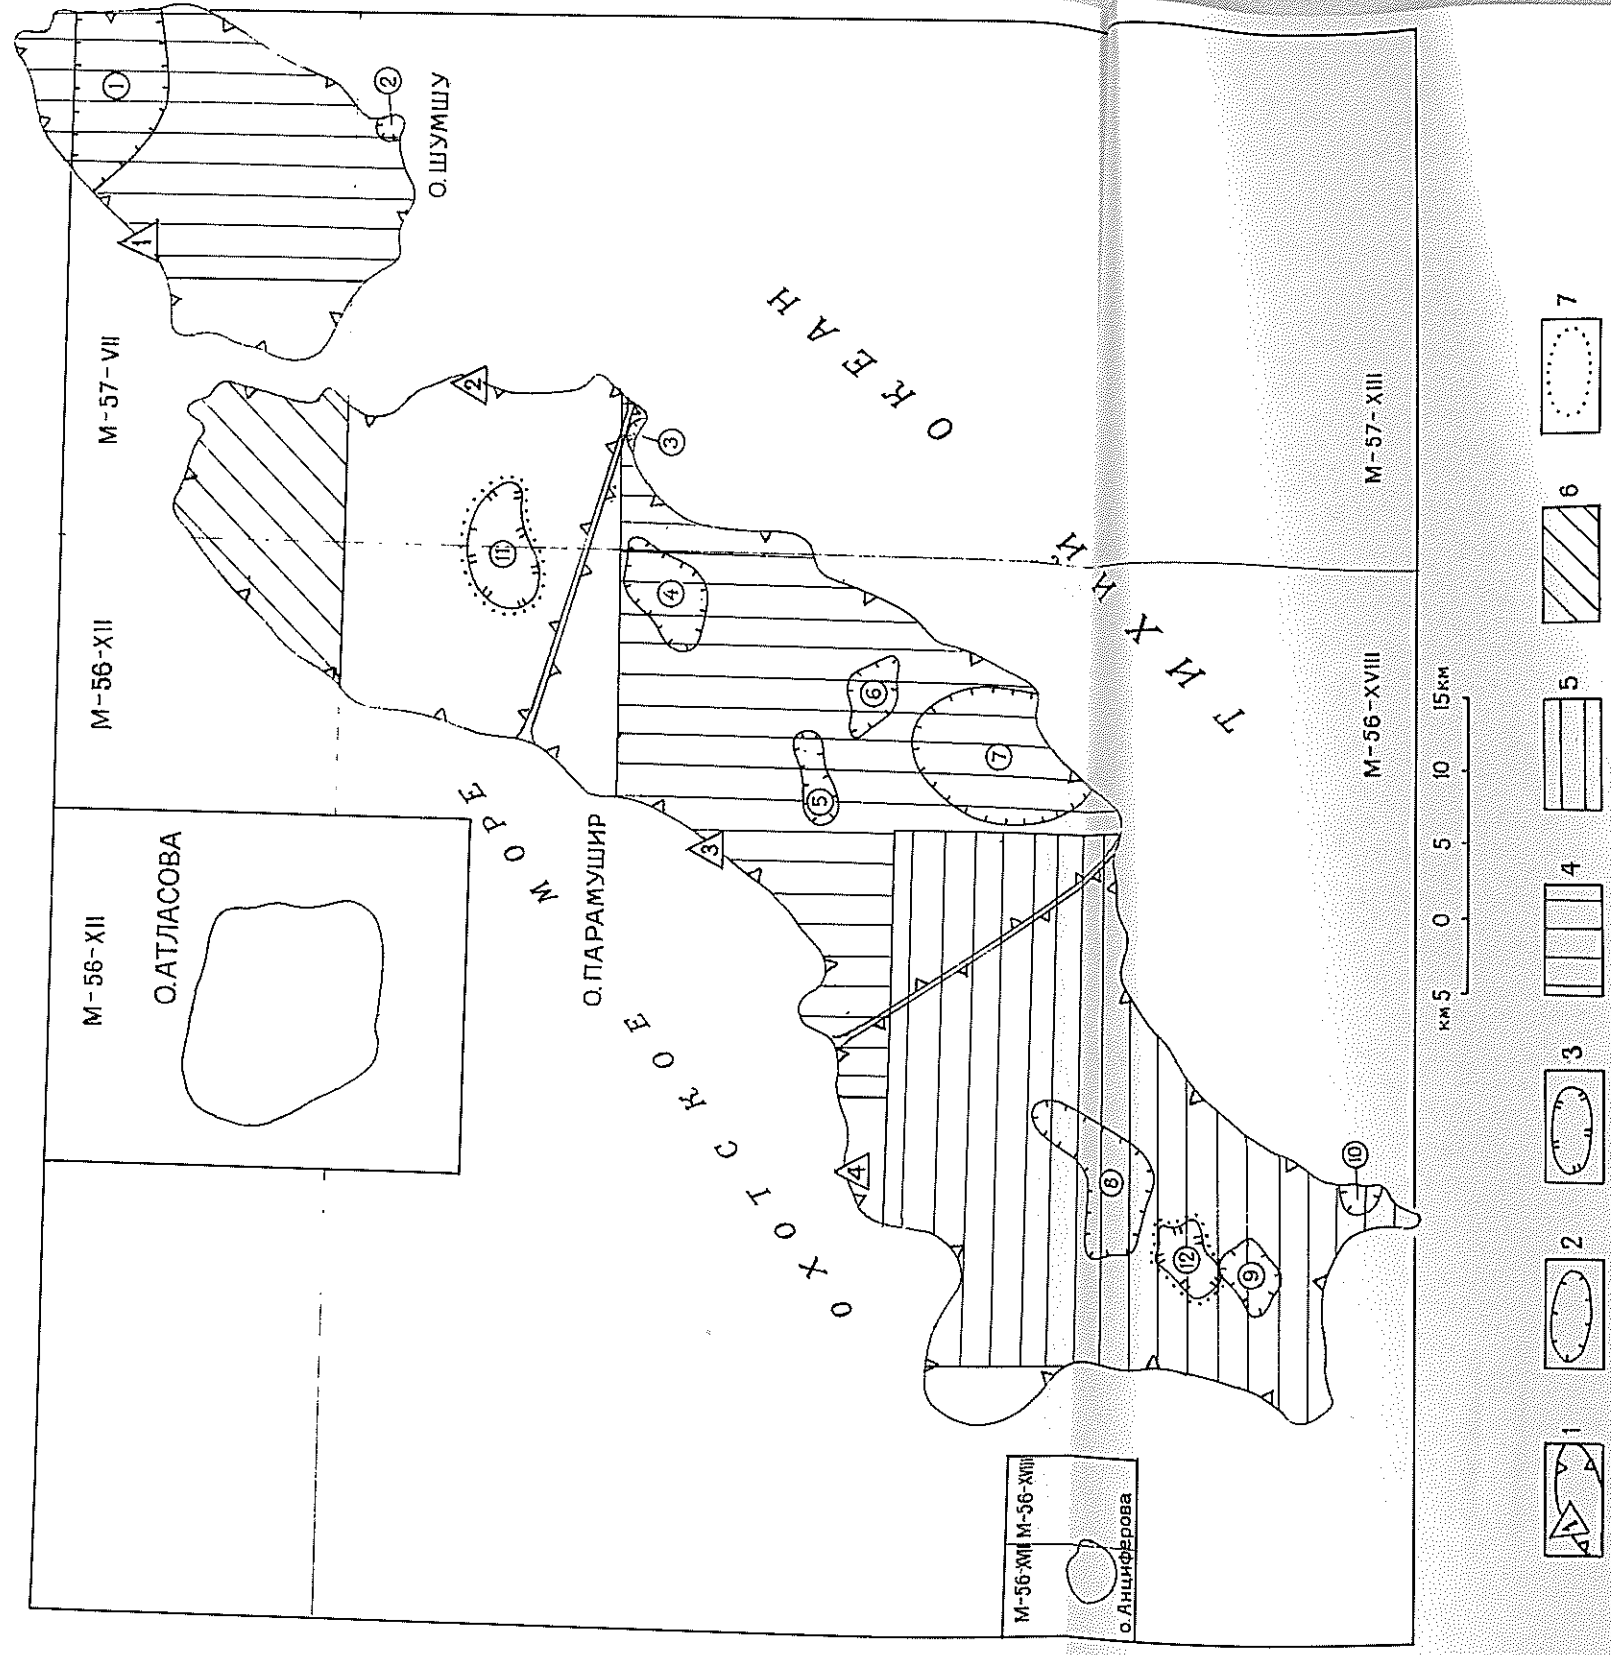 М-56-XII
О.АТЛАСОВА
М-56-XII
М-57-VII
О.ШУМШУ
О.ПАРАМУШИР
ОХОТСКОЕ МОРЕ
ТИХИЙ ОКЕАН
М-56-XVII М-56-XVIII
о.Анциферова
М-56-XVIII
М-57-XIII
1
2
3
4
1
2
3
4
5
6
7
8
9
10
11
12
км 5 0 5 10 15км
1
1 2 3 4 5 6 7